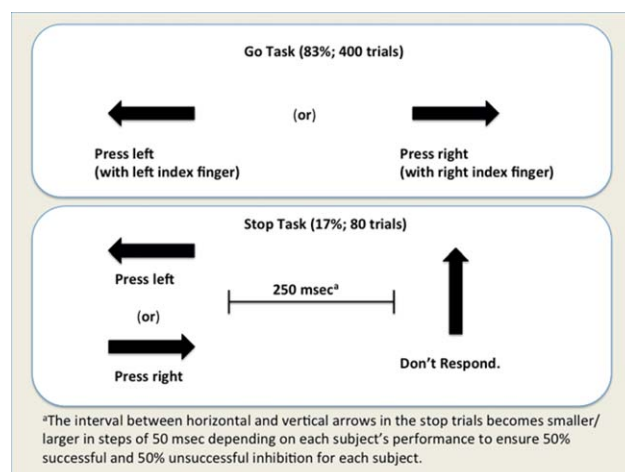 Go Task (83%; 400 trials)
(or)
Press left
(with left index finger)
Press right
(with right index finger)
Stop Task (17%; 80 trials)
Press left
250 msecᵃ
(or)
Press right
Don't Respond.
ᵃThe interval between horizontal and vertical arrows in the stop trials becomes smaller/
larger in steps of 50 msec depending on each subject's performance to ensure 50%
successful and 50% unsuccessful inhibition for each subject.